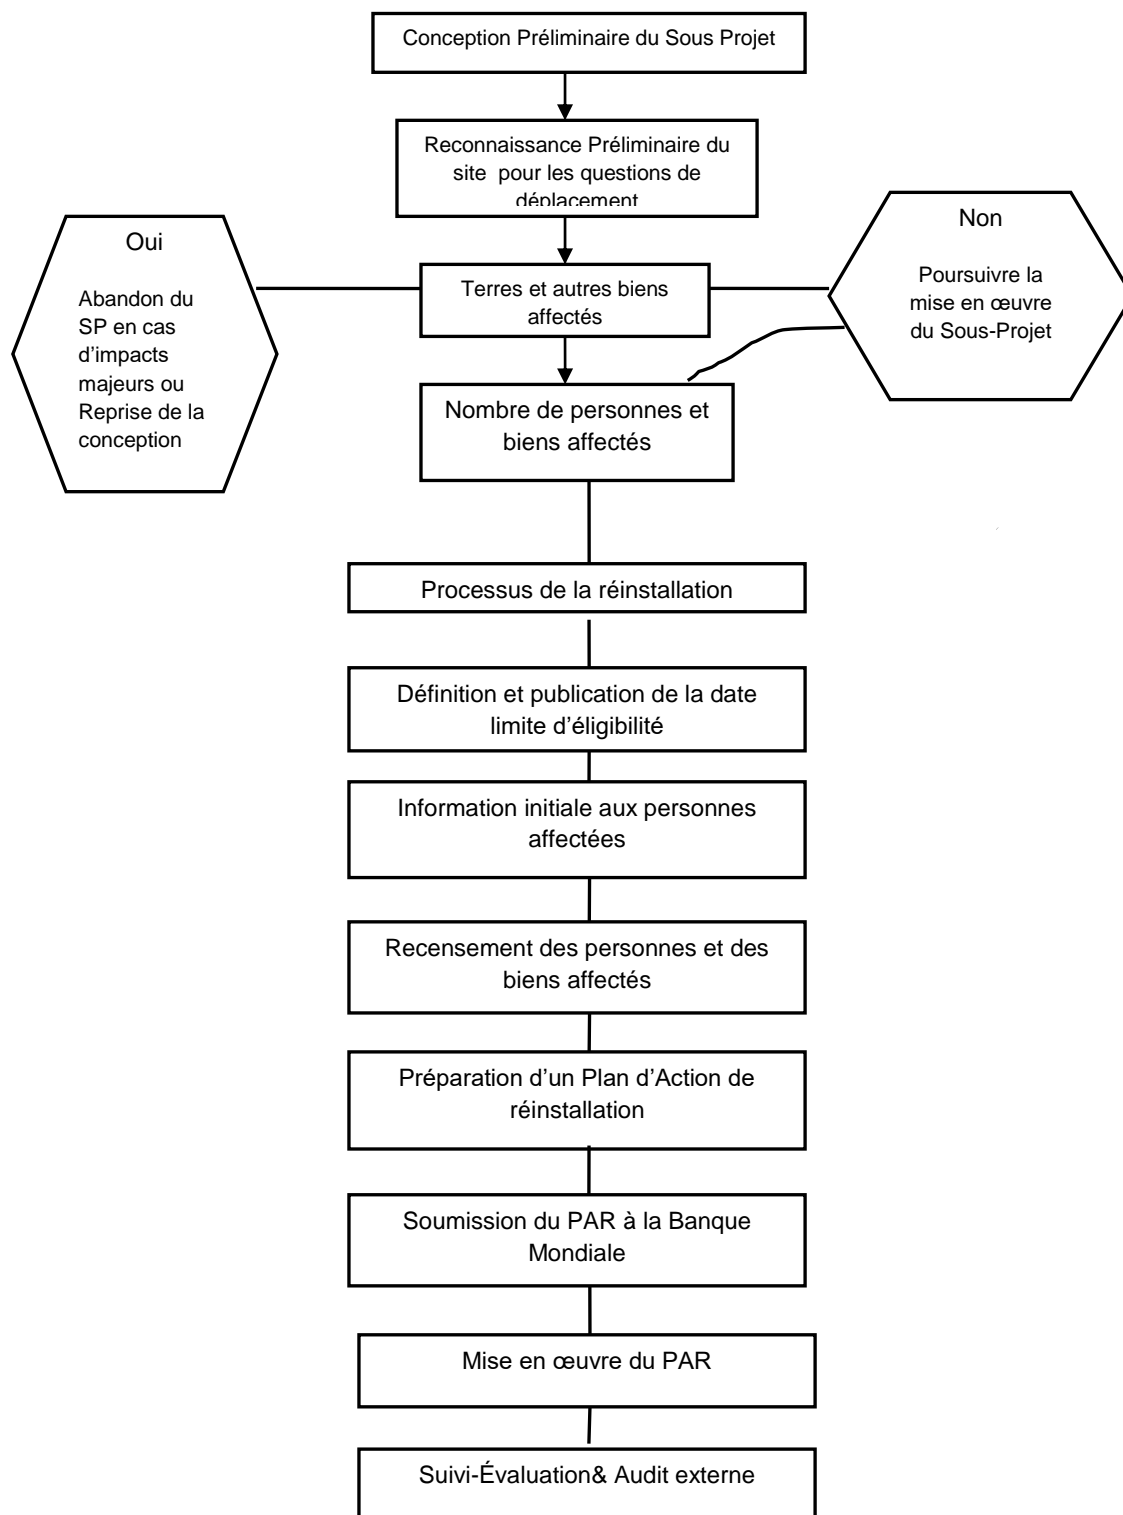 Conception Préliminaire du Sous Projet
Reconnaissance Préliminaire du
site pour les questions de
déplacement
Oui
Abandon du
SP en cas
d'impacts
majeurs ou
Reprise de la
conception
Terres et autres biens
affectés
Non
Poursuivre la
mise en œuvre
du Sous-Projet
Nombre de personnes et
biens affectés
Processus de la réinstallation
Définition et publication de la date
limite d'éligibilité
Information initiale aux personnes
affectées
Recensement des personnes et des
biens affectés
Préparation d'un Plan d'Action de
réinstallation
Soumission du PAR à la Banque
Mondiale
Mise en œuvre du PAR
Suivi-Évaluation& Audit externe